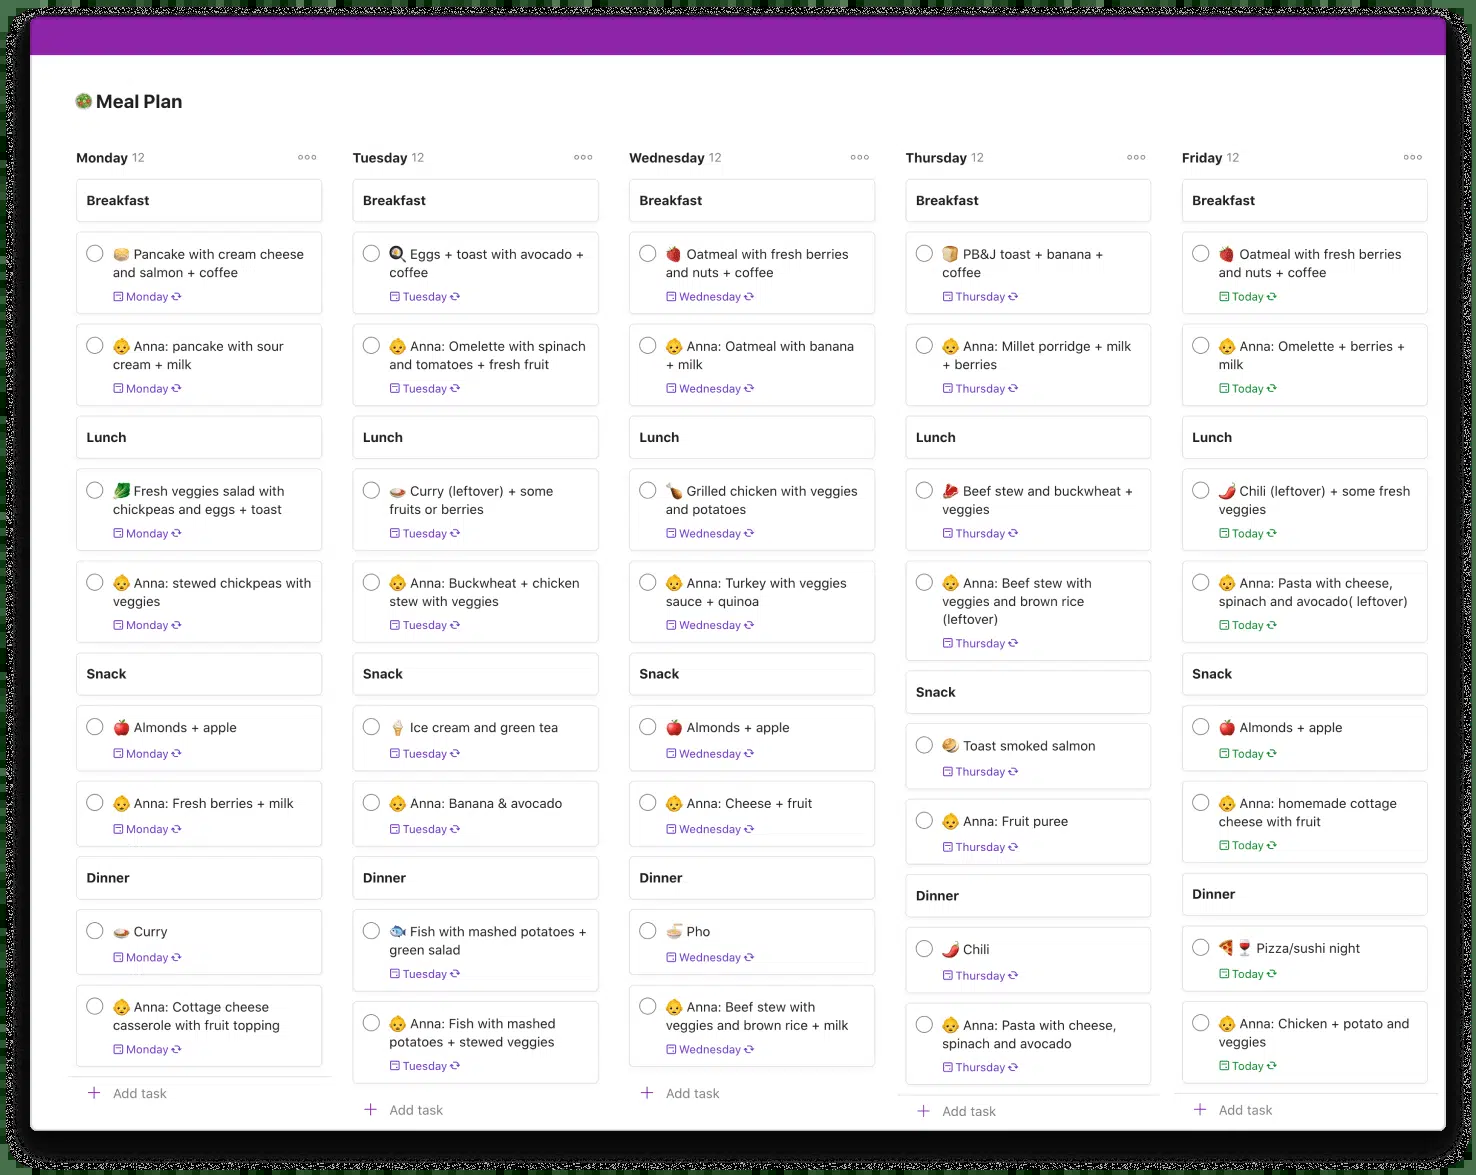 Meal Plan
Monday 12
Breakfast
Pancake with cream cheese
and salmon + coffee
Monday
Anna: pancake with sour
cream + milk
Monday
Lunch
Fresh veggies salad with
chickpeas and eggs + toast
Monday
Anna: stewed chickpeas with
veggies
Monday
Snack
Almonds + apple
Monday
Anna: Fresh berries + milk
Monday
Dinner
Curry
Monday
Anna: Cottage cheese
casserole with fruit topping
Monday
Add task
Tuesday 12
Breakfast
Eggs + toast with avocado +
coffee
Tuesday
Anna: Omelette with spinach
and tomatoes + fresh fruit
Tuesday
Lunch
Curry (leftover) + some
fruits or berries
Tuesday
Anna: Buckwheat + chicken
stew with veggies
Tuesday
Snack
Ice cream and green tea
Tuesday
Anna: Banana & avocado
Tuesday
Dinner
Fish with mashed potatoes +
green salad
Tuesday
Anna: Fish with mashed
potatoes + stewed veggies
Tuesday
Add task
Wednesday 12
Breakfast
Oatmeal with fresh berries
and nuts + coffee
Wednesday
Anna: Oatmeal with banana
+ milk
Wednesday
Lunch
Grilled chicken with veggies
and potatoes
Wednesday
Anna: Turkey with veggies
sauce + quinoa
Wednesday
Snack
Almonds + apple
Wednesday
Anna: Cheese + fruit
Wednesday
Dinner
Pho
Wednesday
Anna: Beef stew with
veggies and brown rice + milk
Wednesday
Add task
Thursday 12
Breakfast
PB&J toast + banana +
coffee
Thursday
Anna: Millet porridge + milk
+ berries
Thursday
Lunch
Beef stew and buckwheat +
veggies
Thursday
Anna: Beef stew with
veggies and brown rice
(leftover)
Thursday
Snack
Toast smoked salmon
Thursday
Anna: Fruit puree
Thursday
Dinner
Chili
Thursday
Anna: Pasta with cheese,
spinach and avocado
Thursday
Add task
Friday 12
Breakfast
Oatmeal with fresh berries
and nuts + coffee
Today
Anna: Omelette + berries +
milk
Today
Lunch
Chili (leftover) + some fresh
veggies
Today
Anna: Pasta with cheese,
spinach and avocado( leftover)
Today
Snack
Almonds + apple
Today
Anna: homemade cottage
cheese with fruit
Today
Dinner
Pizza/sushi night
Today
Anna: Chicken + potato and
veggies
Today
Add task